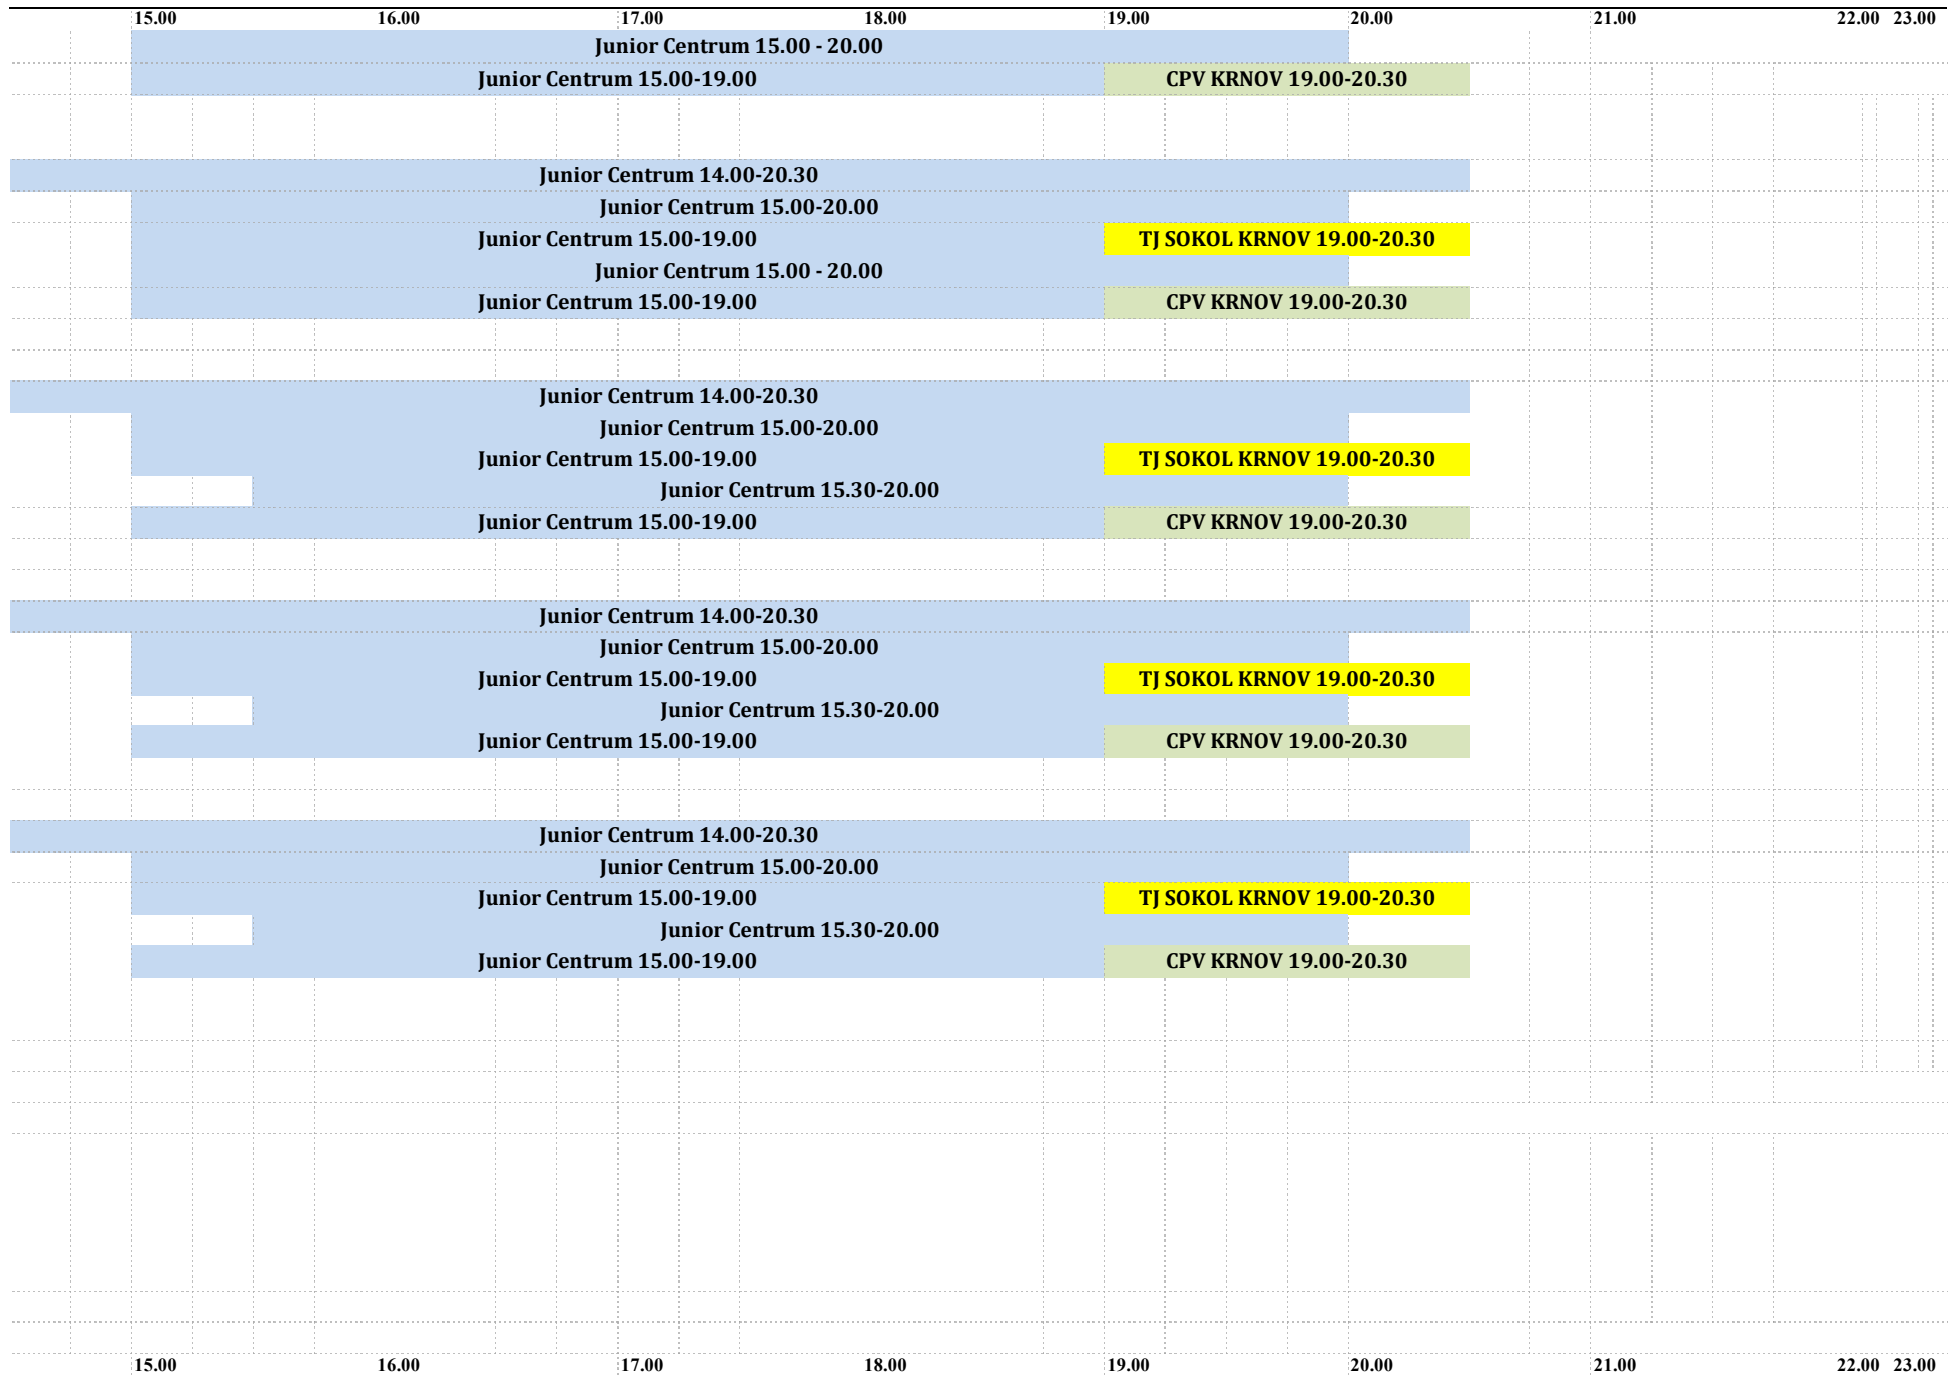 15.00 16.00 17.00 18.00 19.00 20.00 21.00 22.00 23.00
Junior Centrum 15.00 - 20.00
Junior Centrum 15.00-19.00 CPV KRNOV 19.00-20.30
Junior Centrum 14.00-20.30
Junior Centrum 15.00-20.00
Junior Centrum 15.00-19.00 TJ SOKOL KRNOV 19.00-20.30
Junior Centrum 15.00 - 20.00
Junior Centrum 15.00-19.00 CPV KRNOV 19.00-20.30
Junior Centrum 14.00-20.30
Junior Centrum 15.00-20.00
Junior Centrum 15.00-19.00 TJ SOKOL KRNOV 19.00-20.30
Junior Centrum 15.30-20.00
Junior Centrum 15.00-19.00 CPV KRNOV 19.00-20.30
Junior Centrum 14.00-20.30
Junior Centrum 15.00-20.00
Junior Centrum 15.00-19.00 TJ SOKOL KRNOV 19.00-20.30
Junior Centrum 15.30-20.00
Junior Centrum 15.00-19.00 CPV KRNOV 19.00-20.30
Junior Centrum 14.00-20.30
Junior Centrum 15.00-20.00
Junior Centrum 15.00-19.00 TJ SOKOL KRNOV 19.00-20.30
Junior Centrum 15.30-20.00
Junior Centrum 15.00-19.00 CPV KRNOV 19.00-20.30
15.00 16.00 17.00 18.00 19.00 20.00 21.00 22.00 23.00